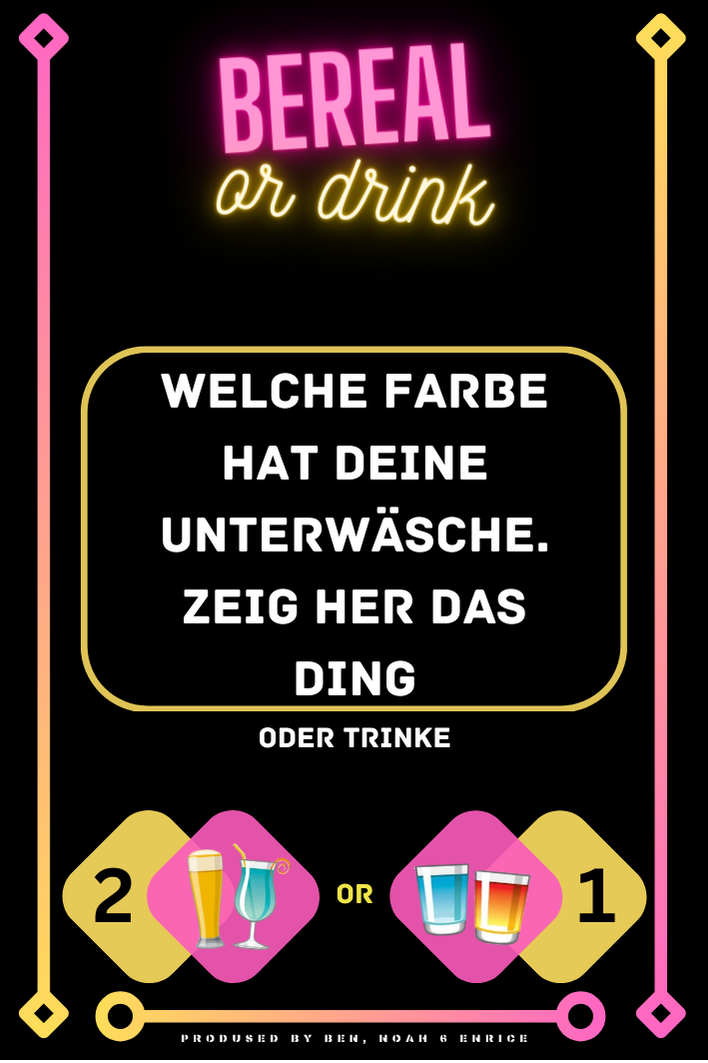 BEREAL
or drink
WELCHE FARBE
HAT DEINE
UNTERWÄSCHE.
ZEIG HER DAS
DING
ODER TRINKE
2 OR 1
PRODUSED BY BEN, NOAH & ENRICE